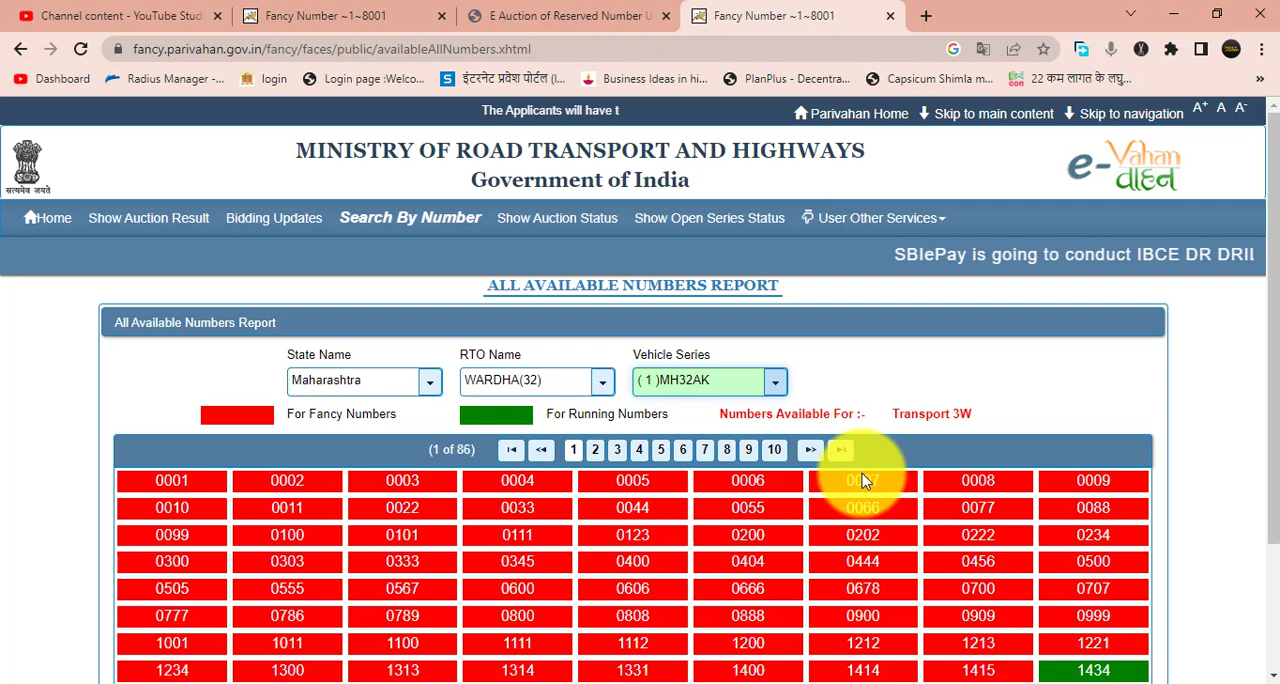 Channel content - YouTube Stud
Fancy Number ~1~8001
E Auction of Reserved Number U
Fancy Number ~1~8001
fancy.parivahan.gov.in/fancy/faces/public/availableAllNumbers.xhtml
Dashboard
Radius Manager -...
login
Login page :Welco...
इंटरनेट प्रवेश पोर्टल (I...
Business Ideas in hi...
PlanPlus - Decentra...
Capsicum Shimla m...
22 कम लागत के लघु...
The Applicants will have t
Parivahan Home
Skip to main content
Skip to navigation
A+ A A-
सत्यमेव जयते
MINISTRY OF ROAD TRANSPORT AND HIGHWAYS
Government of India
e-Vahan
वाहन
Home
Show Auction Result
Bidding Updates
Search By Number
Show Auction Status
Show Open Series Status
User Other Services
SBIePay is going to conduct IBCE DR DRIL
ALL AVAILABLE NUMBERS REPORT
All Available Numbers Report
State Name
RTO Name
Vehicle Series
Maharashtra
WARDHA(32)
( 1 )MH32AK
For Fancy Numbers
For Running Numbers
Numbers Available For :-
Transport 3W
(1 of 86) 1 2 3 4 5 6 7 8 9 10
0001 0002 0003 0004 0005 0006 0007 0008 0009
0010 0011 0022 0033 0044 0055 0066 0077 0088
0099 0100 0101 0111 0123 0200 0202 0222 0234
0300 0303 0345 0400 0404 0444 0456 0500
0505 0555 0567 0600 0606 0666 0678 0700 0707
0777 0786 0789 0800 0808 0888 0900 0909 0999
1001 1011 1100 1111 1112 1200 1212 1213 1221
1234 1300 1313 1314 1331 1400 1414 1415 1434